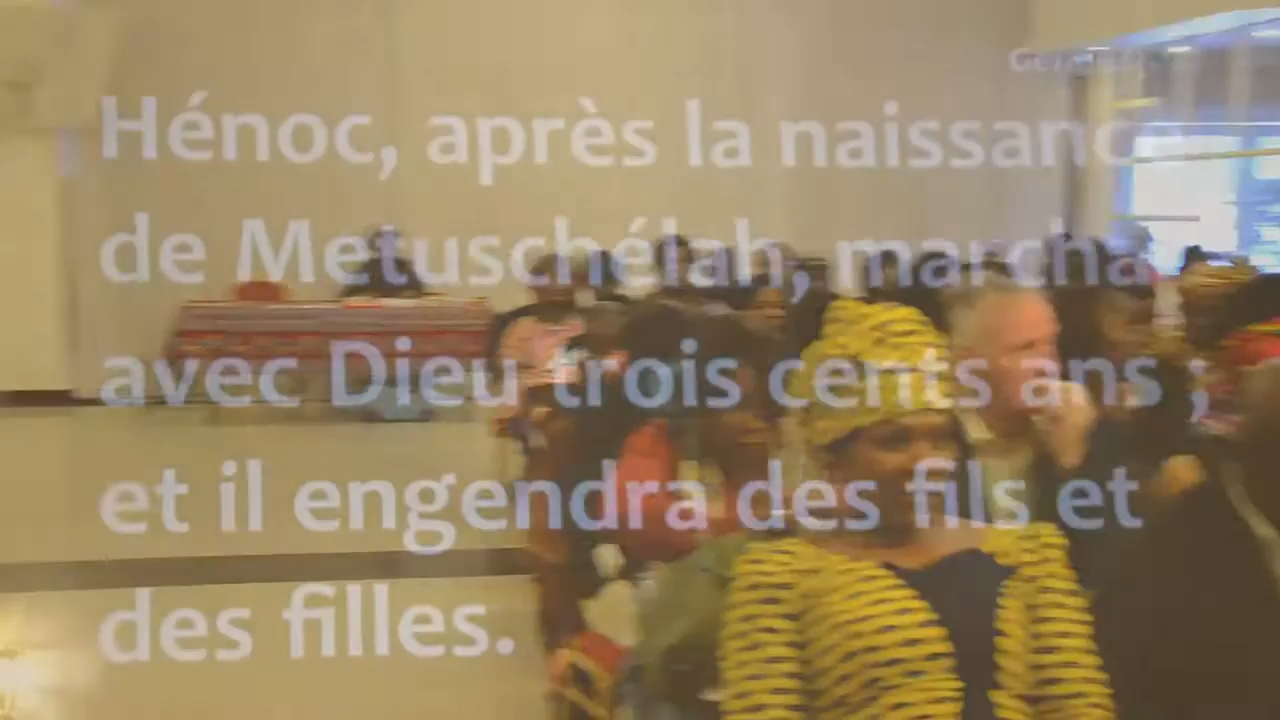 Hénoc, après la naissance
de Metuschélah, marcha
avec Dieu trois cents ans ;
et il engendra des fils et
des filles.